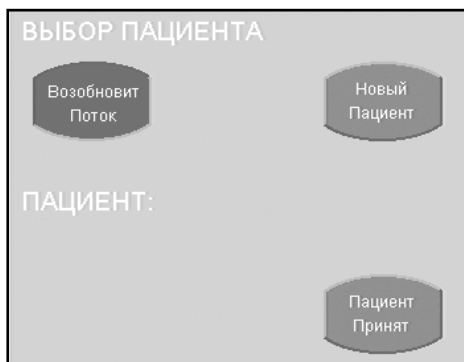 ВЫБОР ПАЦИЕНТА
Возобновит
Поток
Новый
Пациент
ПАЦИЕНТ:
Пациент
Принят